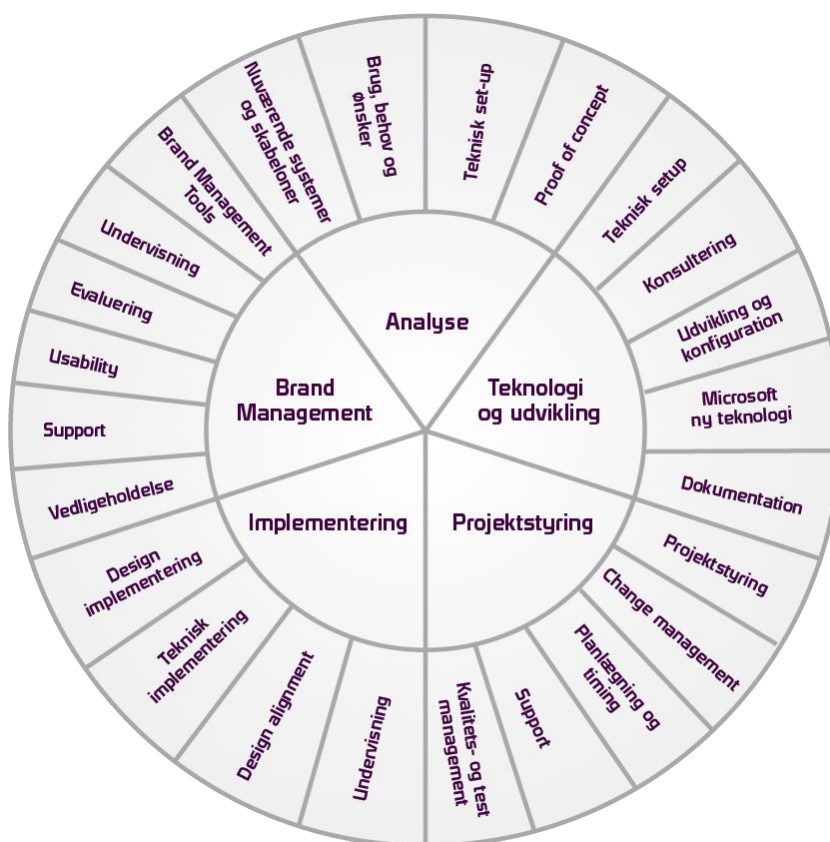 Analyse
Teknologi
og udvikling
Projektstyring
Implementering
Brand
Management
Nuværende systemer
og skabeloner
Brug, behov og
ønsker
Teknisk set-up
Proof of concept
Teknisk setup
Konsultering
Udvikling og
konfiguration
Microsoft
ny teknologi
Dokumentation
Projektstyring
Change management
Planlægning og
timing
Support
Kvalitets- og test
management
Undervisning
Design alignment
Teknisk
implementering
Design
implementering
Vedligeholdelse
Support
Usability
Evaluering
Undervisning
Brand Management
Tools